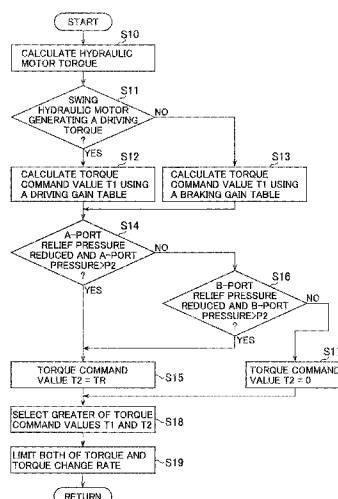 START
S10
CALCULATE HYDRAULIC
MOTOR TORQUE
S11
SWING
HYDRAULIC MOTOR
GENERATING A DRIVING
TORQUE
?
NO
YES
S12
CALCULATE TORQUE
COMMAND VALUE T1 USING
A DRIVING GAIN TABLE
S13
CALCULATE TORQUE
COMMAND VALUE T1 USING
A BRAKING GAIN TABLE
S14
A-PORT
RELIEF PRESSURE
REDUCED AND A-PORT
PRESSURE>P2
?
NO
YES
S16
B-PORT
RELIEF PRESSURE
REDUCED AND B-PORT
PRESSURE>P2
?
NO
YES
TORQUE COMMAND
VALUE T2 = TR
S15
TORQUE COMMAND
VALUE T2 = 0
SELECT GREATER OF TORQUE
COMMAND VALUES T1 AND T2
S18
LIMIT BOTH OF TORQUE AND
TORQUE CHANGE RATE
S19
RETURN